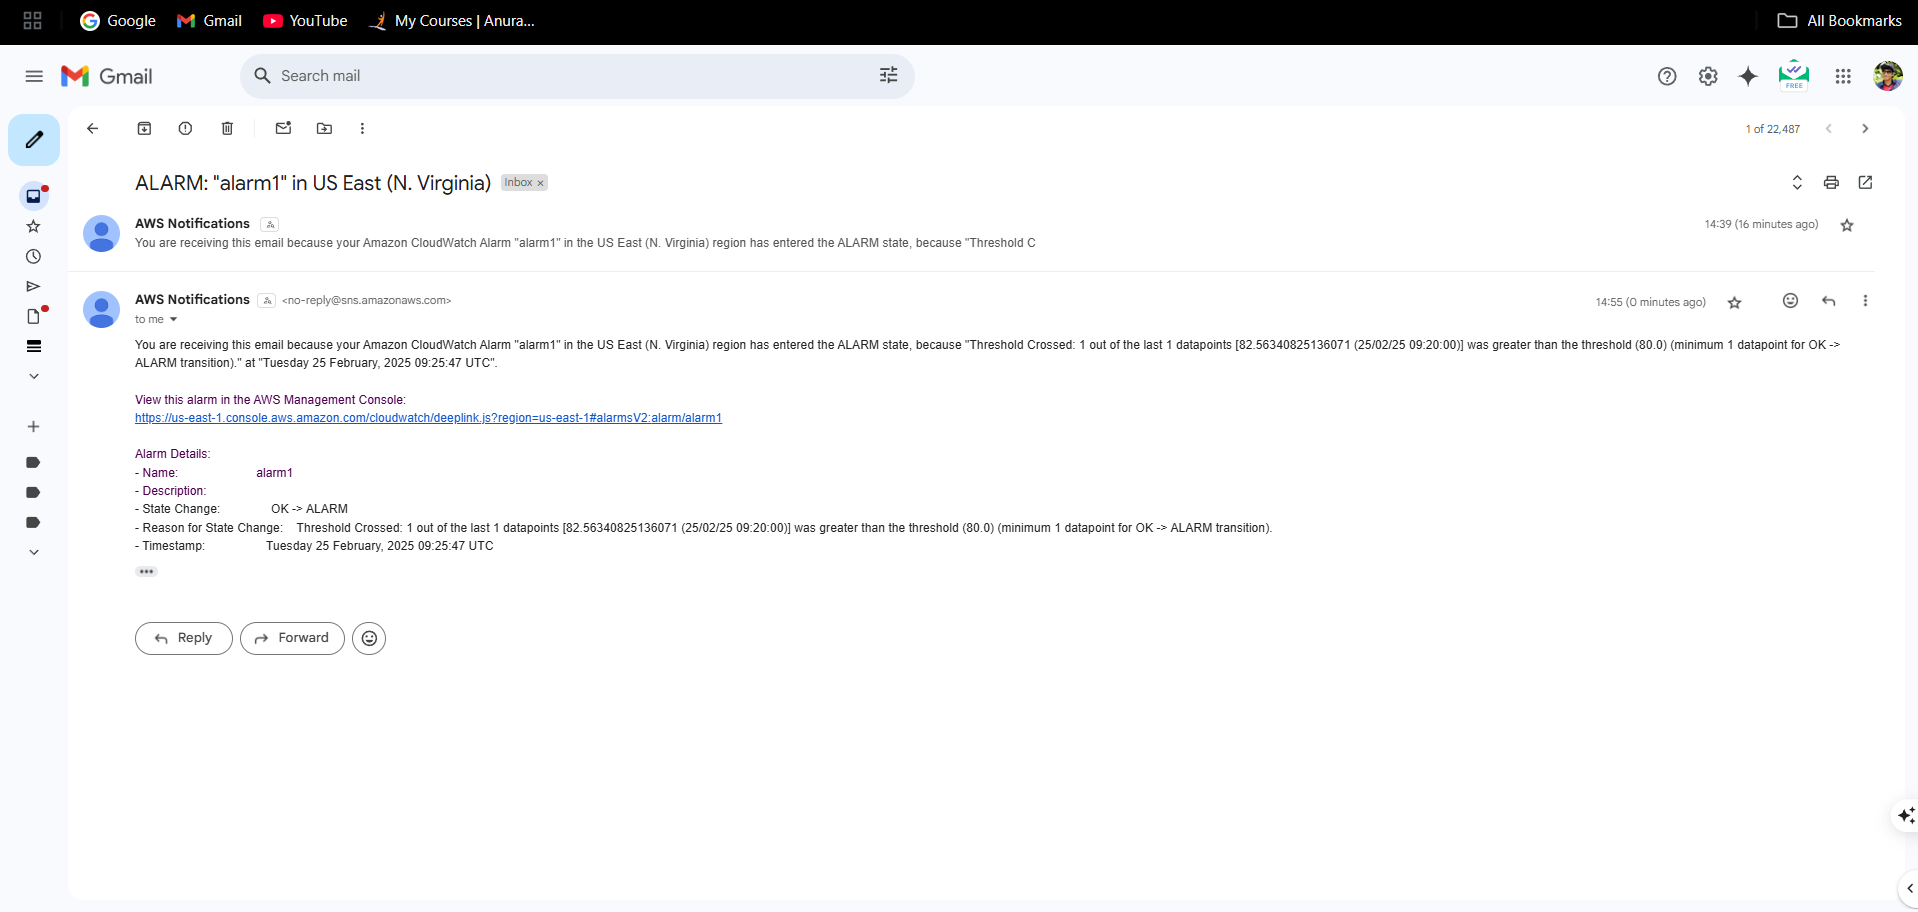 Google Gmail YouTube My Courses | Anura... All Bookmarks
Gmail Search mail FREE
1 of 22,487
ALARM: "alarm1" in US East (N. Virginia) Inbox x
AWS Notifications 14:39 (16 minutes ago)
You are receiving this email because your Amazon CloudWatch Alarm "alarm1" in the US East (N. Virginia) region has entered the ALARM state, because "Threshold C
AWS Notifications <no-reply@sns.amazonaws.com> 14:55 (0 minutes ago)
to me
You are receiving this email because your Amazon CloudWatch Alarm "alarm1" in the US East (N. Virginia) region has entered the ALARM state, because "Threshold Crossed: 1 out of the last 1 datapoints [82.56340825136071 (25/02/25 09:20:00)] was greater than the threshold (80.0) (minimum 1 datapoint for OK ->
ALARM transition)." at "Tuesday 25 February, 2025 09:25:47 UTC".
View this alarm in the AWS Management Console:
https://us-east-1.console.aws.amazon.com/cloudwatch/deeplink.js?region=us-east-1#alarmsV2:alarm/alarm1
Alarm Details:
- Name: alarm1
- Description:
- State Change: OK -> ALARM
- Reason for State Change: Threshold Crossed: 1 out of the last 1 datapoints [82.56340825136071 (25/02/25 09:20:00)] was greater than the threshold (80.0) (minimum 1 datapoint for OK -> ALARM transition).
- Timestamp: Tuesday 25 February, 2025 09:25:47 UTC
Reply Forward